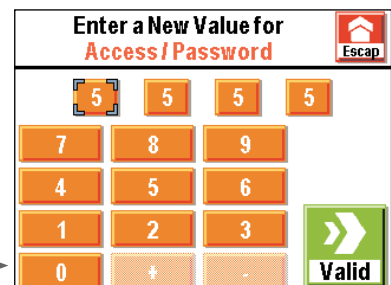 Enter a New Value for
Access / Password
Escap
5 5 5 5
7 8 9
4 5 6
1 2 3
0 + -
Valid